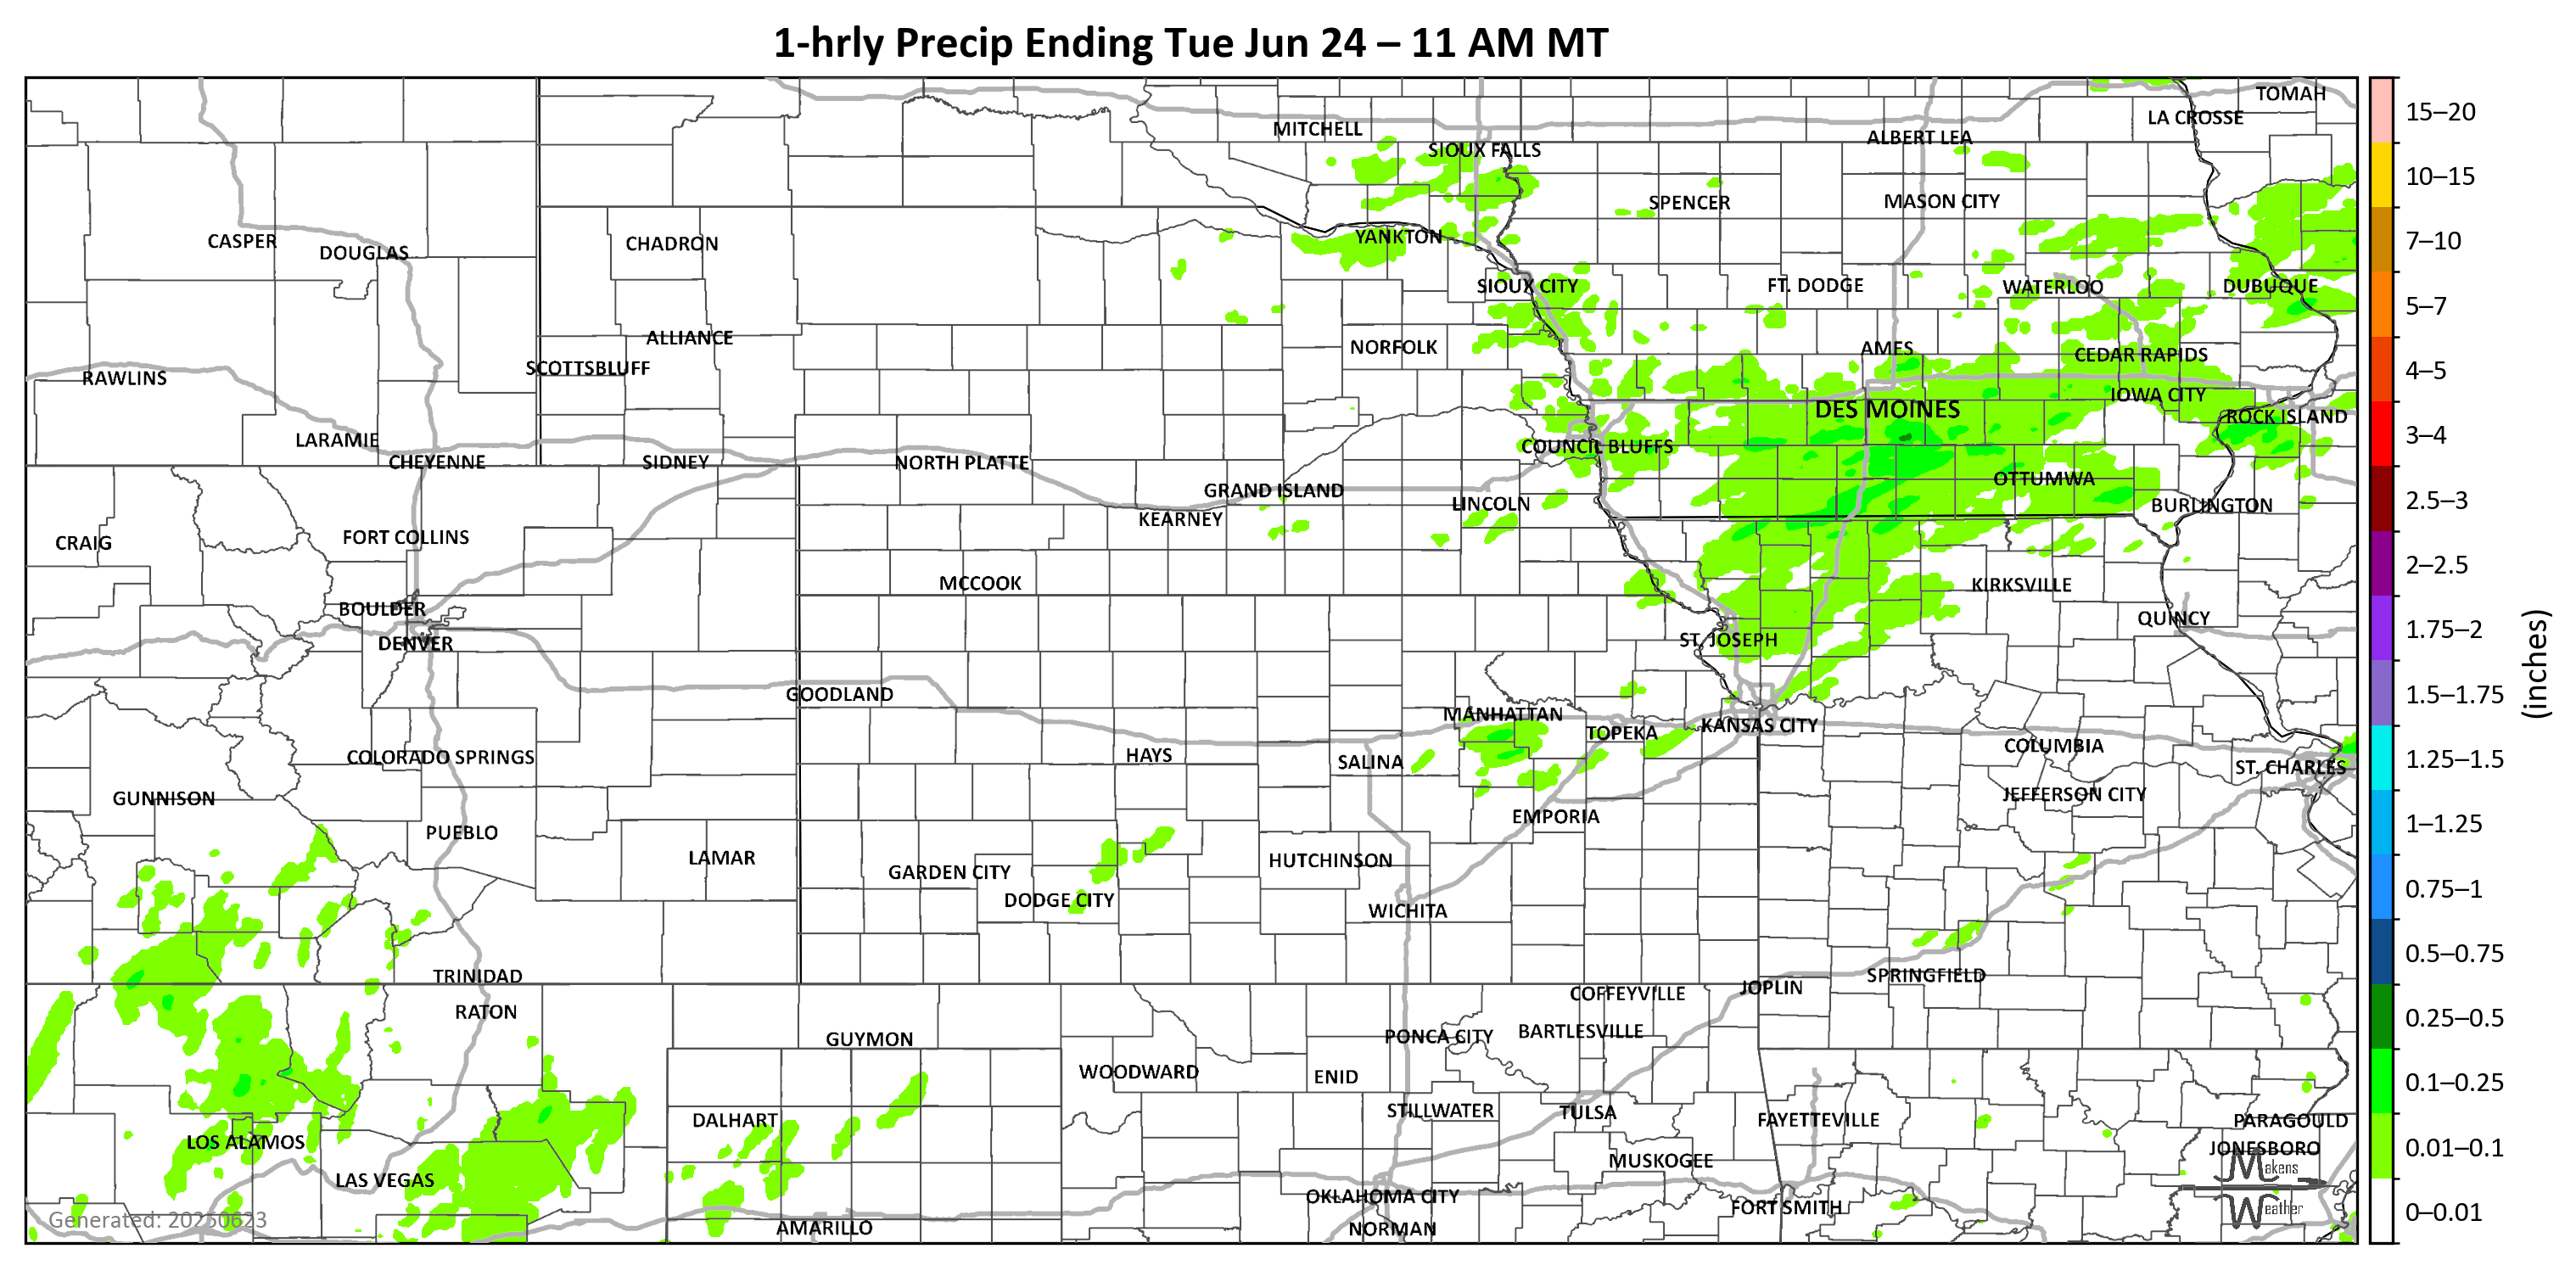 1-hrly Precip Ending Tue Jun 24 – 11 AM MT
TOMAH
LA CROSSE
MITCHELL
ALBERT LEA
SIOUX FALLS
SPENCER
MASON CITY
CASPER
DOUGLAS
CHADRON
YANKTON
SIOUX CITY
FT. DODGE
WATERLOO
DUBUQUE
ALLIANCE
NORFOLK
AMES
CEDAR RAPIDS
RAWLINS
SCOTTSBLUFF
IOWA CITY
DES MOINES
ROCK ISLAND
LARAMIE
CHEYENNE
SIDNEY
NORTH PLATTE
COUNCIL BLUFFS
GRAND ISLAND
LINCOLN
OTTUMWA
BURLINGTON
KEARNEY
CRAIG
FORT COLLINS
MCCOOK
KIRKSVILLE
BOULDER
DENVER
QUINCY
ST. JOSEPH
GOODLAND
MANHATTAN
TOPEKA
KANSAS CITY
COLORADO SPRINGS
HAYS
SALINA
COLUMBIA
ST. CHARLES
GUNNISON
JEFFERSON CITY
PUEBLO
EMPORIA
LAMAR
GARDEN CITY
HUTCHINSON
DODGE CITY
WICHITA
TRINIDAD
SPRINGFIELD
RATON
COFFEYVILLE
JOPLIN
GUYMON
PONCA CITY
BARTLESVILLE
WOODWARD
ENID
DALHART
STILLWATER
TULSA
FAYETTEVILLE
PARAGOULD
LOS ALAMOS
JONESBORO
LAS VEGAS
MUSKOGEE
OKLAHOMA CITY
FORT SMITH
AMARILLO
NORMAN
Generated: 20250623
Makens
Weather
15–20
10–15
7–10
5–7
4–5
3–4
2.5–3
2–2.5
1.75–2
1.5–1.75
1.25–1.5
1–1.25
0.75–1
0.5–0.75
0.25–0.5
0.1–0.25
0.01–0.1
0–0.01
(inches)